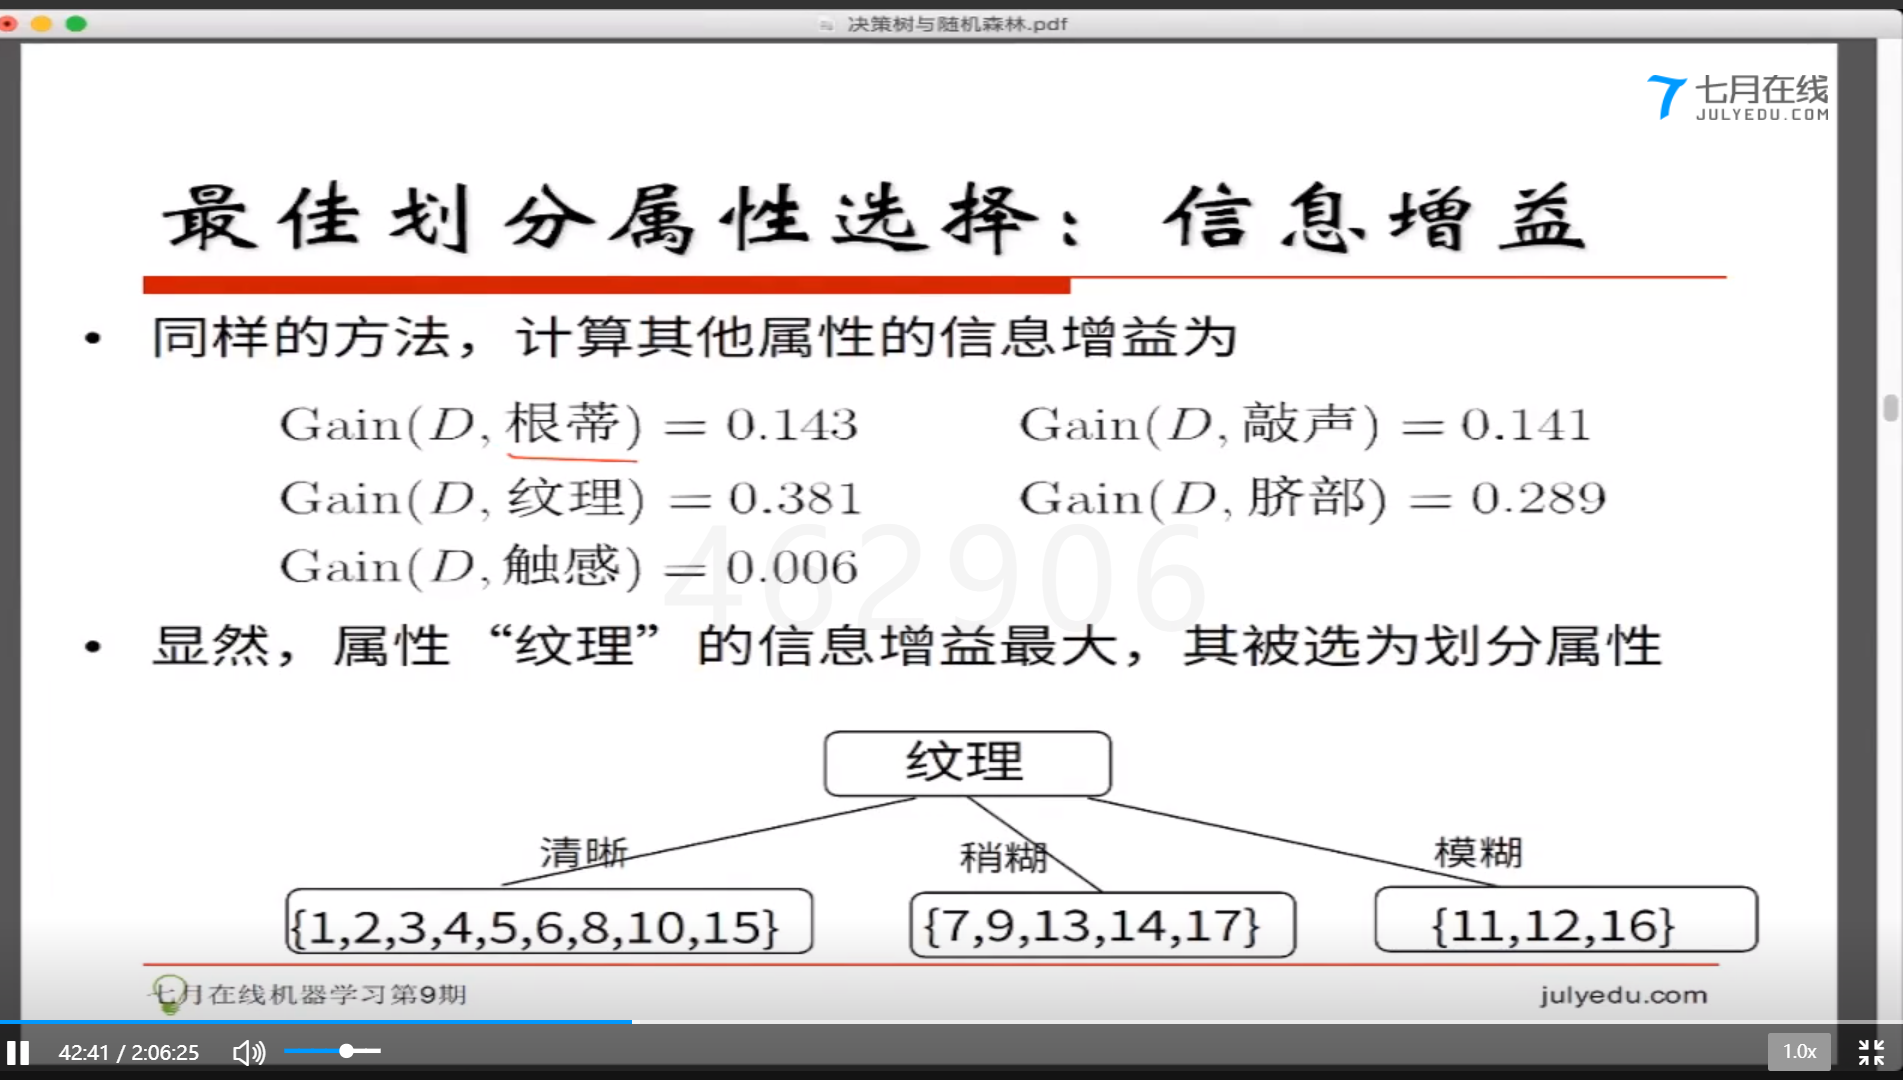 决策树与随机森林.pdf
七月在线
JULYEDU.COM
最佳划分属性选择：信息增益
• 同样的方法，计算其他属性的信息增益为
Gain(D, 根蒂) = 0.143 Gain(D, 敲声) = 0.141
Gain(D, 纹理) = 0.381 Gain(D, 脐部) = 0.289
Gain(D, 触感) = 0.006
462906
• 显然，属性“纹理”的信息增益最大，其被选为划分属性
纹理
清晰 稍糊 模糊
{1,2,3,4,5,6,8,10,15} {7,9,13,14,17} {11,12,16}
七月在线机器学习第9期 julyedu.com
42:41 / 2:06:25 1.0x